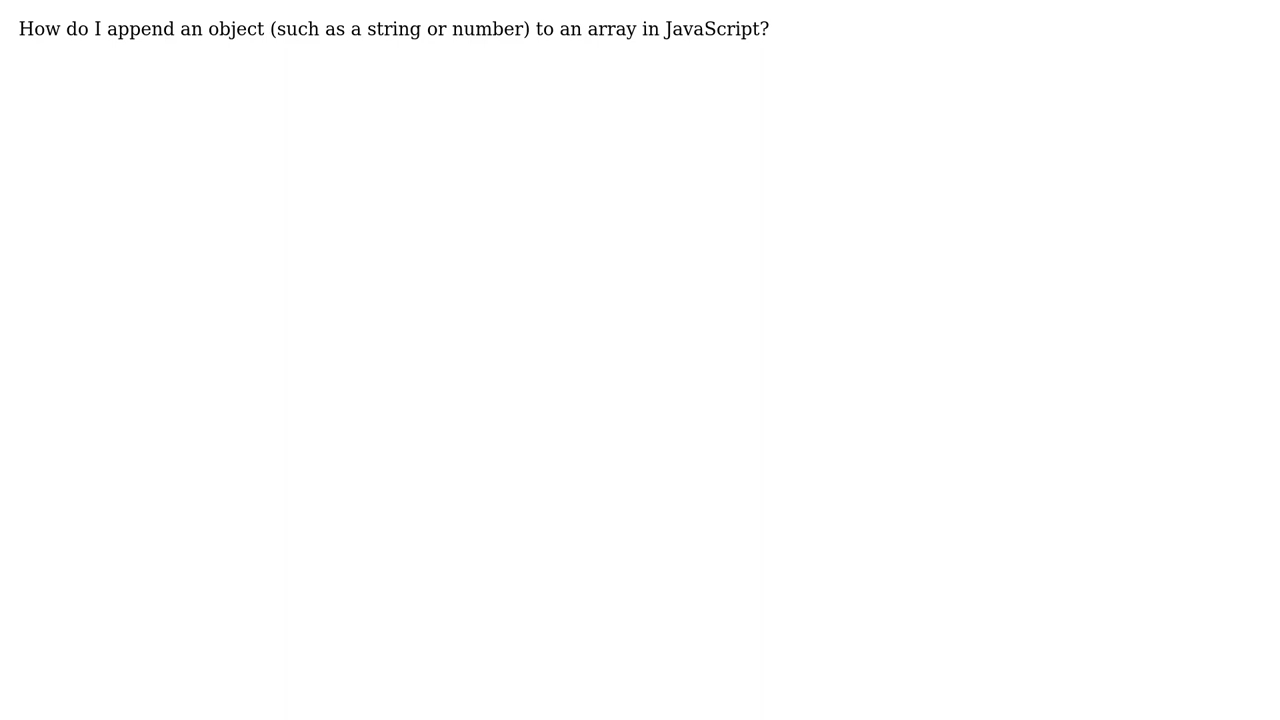 How do I append an object (such as a string or number) to an array in JavaScript?